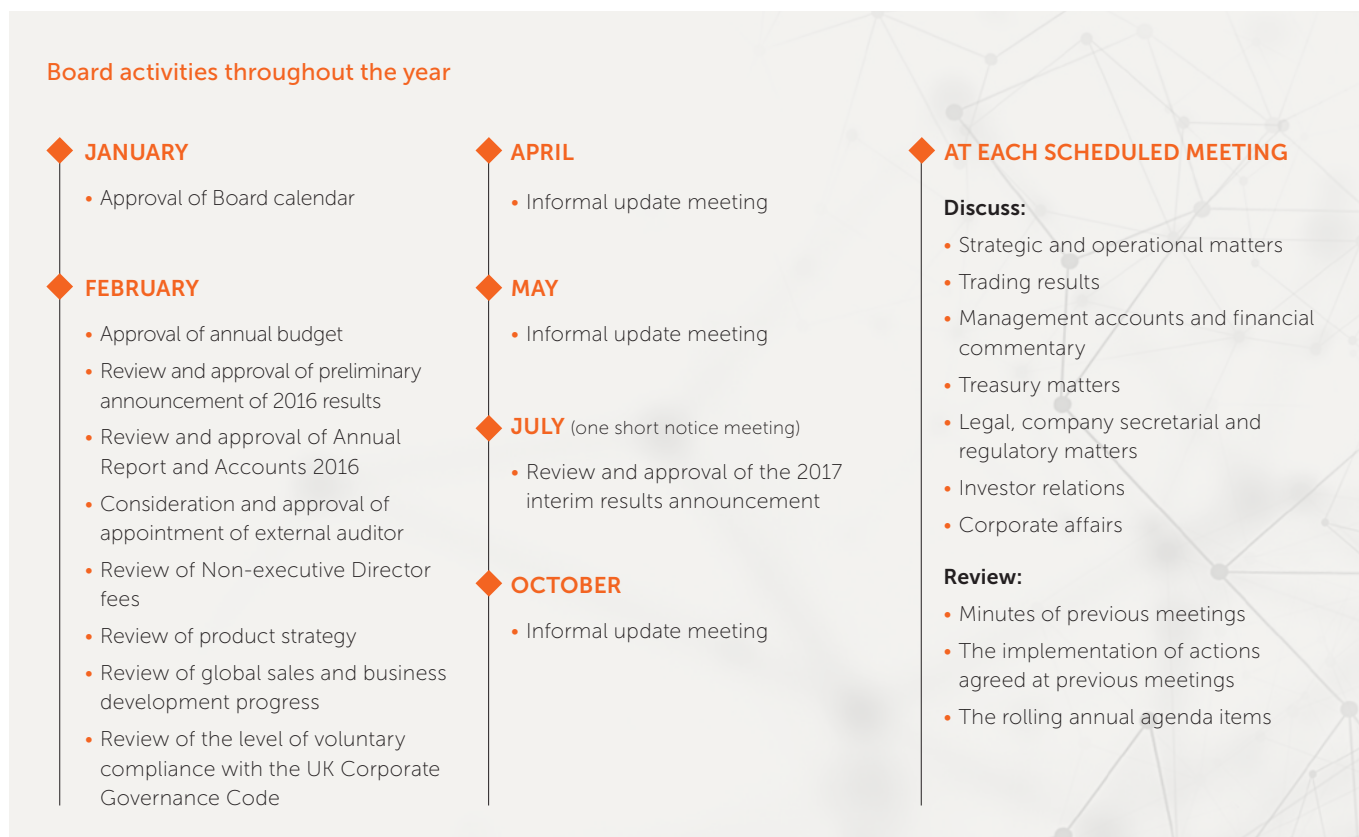 Board activities throughout the year
JANUARY
• Approval of Board calendar
FEBRUARY
• Approval of annual budget
• Review and approval of preliminary
announcement of 2016 results
• Review and approval of Annual
Report and Accounts 2016
• Consideration and approval of
appointment of external auditor
• Review of Non-executive Director
fees
• Review of product strategy
• Review of global sales and business
development progress
• Review of the level of voluntary
compliance with the UK Corporate
Governance Code
APRIL
• Informal update meeting
MAY
• Informal update meeting
JULY (one short notice meeting)
• Review and approval of the 2017
interim results announcement
OCTOBER
• Informal update meeting
AT EACH SCHEDULED MEETING
Discuss:
• Strategic and operational matters
• Trading results
• Management accounts and financial
commentary
• Treasury matters
• Legal, company secretarial and
regulatory matters
• Investor relations
• Corporate affairs
Review:
• Minutes of previous meetings
• The implementation of actions
agreed at previous meetings
• The rolling annual agenda items